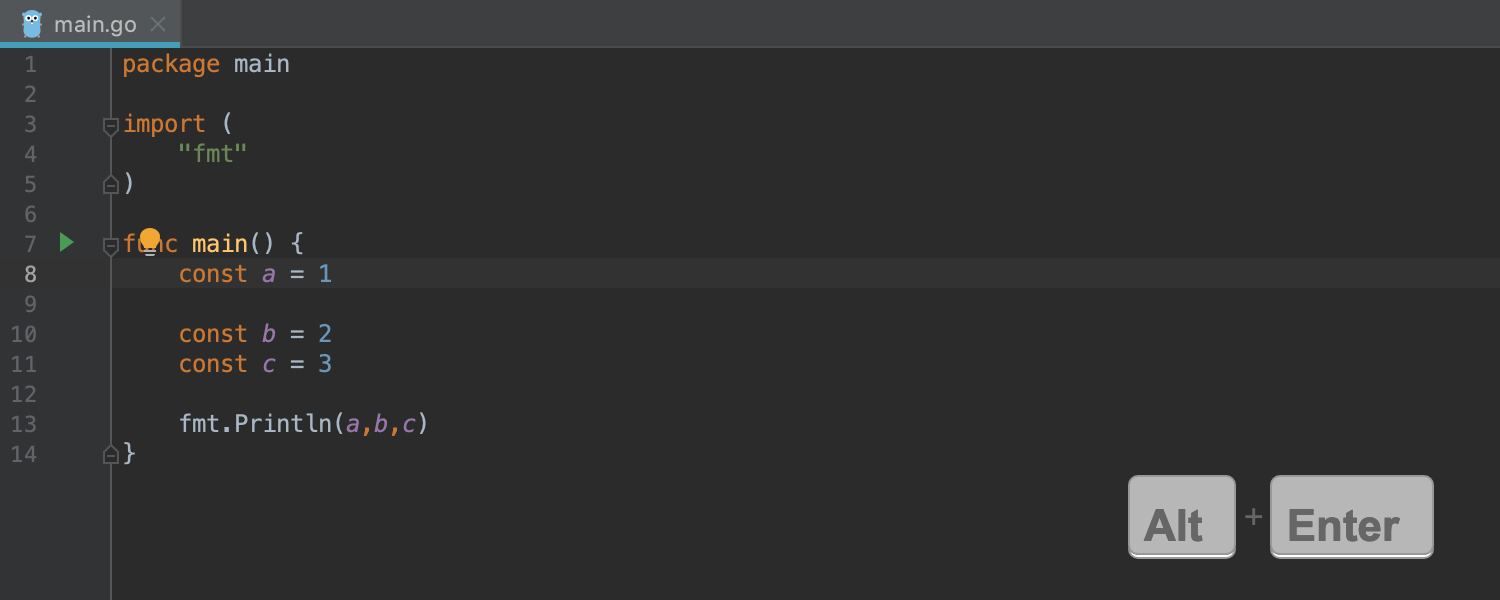 main.go
1 package main
2
3 import (
4     "fmt"
5 )
6
7 func main() {
8     const a = 1
9
10     const b = 2
11     const c = 3
12
13     fmt.Println(a,b,c)
14 }
Alt + Enter